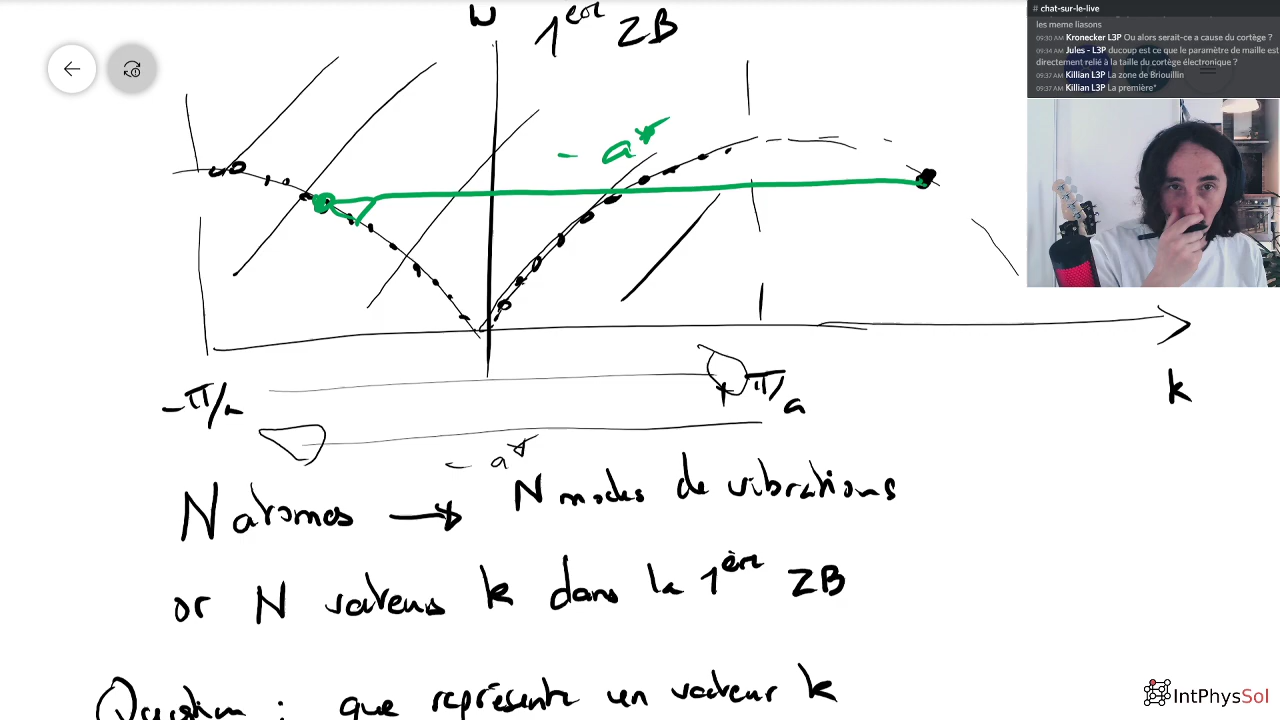 ω 1ère ZB
# chat-sur-le-live
les meme liasons
09:30 AM Kronecker L3P Ou alors serait-ce a cause du cortège ?
09:34 AM Jules - L3P ducoup est ce que le paramètre de maille est
directement relié à la taille du cortège électronique ?
09:37 AM Killian L3P La zone de Briouillin
09:37 AM Killian L3P La première*
- a*
-π/a
π/a
k
- a*
N atomes → N modes de vibrations
or N valeurs k dans la 1ère ZB
Question : que représente un vecteur k
IntPhysSol